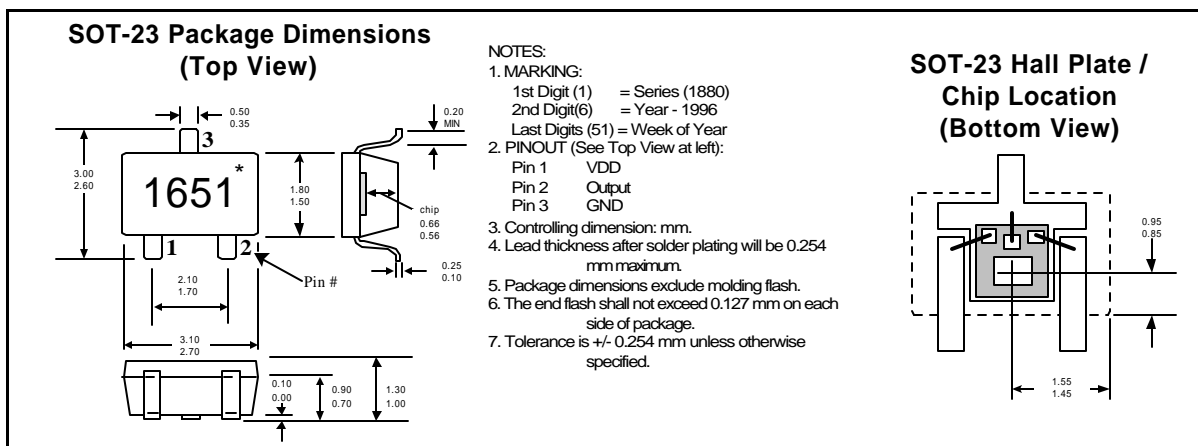 SOT-23 Package Dimensions
(Top View)
0.50
0.35
3
3.00
2.60
1651*
1
2
Pin #
2.10
1.70
3.10
2.70
1.80
1.50
0.20
MIN
chip
0.66
0.56
0.25
0.10
0.10
0.00
0.90
0.70
1.30
1.00
NOTES:
1. MARKING:
1st Digit (1) = Series (1880)
2nd Digit(6) = Year - 1996
Last Digits (51) = Week of Year
2. PINOUT (See Top View at left):
Pin 1 VDD
Pin 2 Output
Pin 3 GND
3. Controlling dimension: mm.
4. Lead thickness after solder plating will be 0.254
mm maximum.
5. Package dimensions exclude molding flash.
6. The end flash shall not exceed 0.127 mm on each
side of package.
7. Tolerance is +/- 0.254 mm unless otherwise
specified.
SOT-23 Hall Plate /
Chip Location
(Bottom View)
0.95
0.85
1.55
1.45